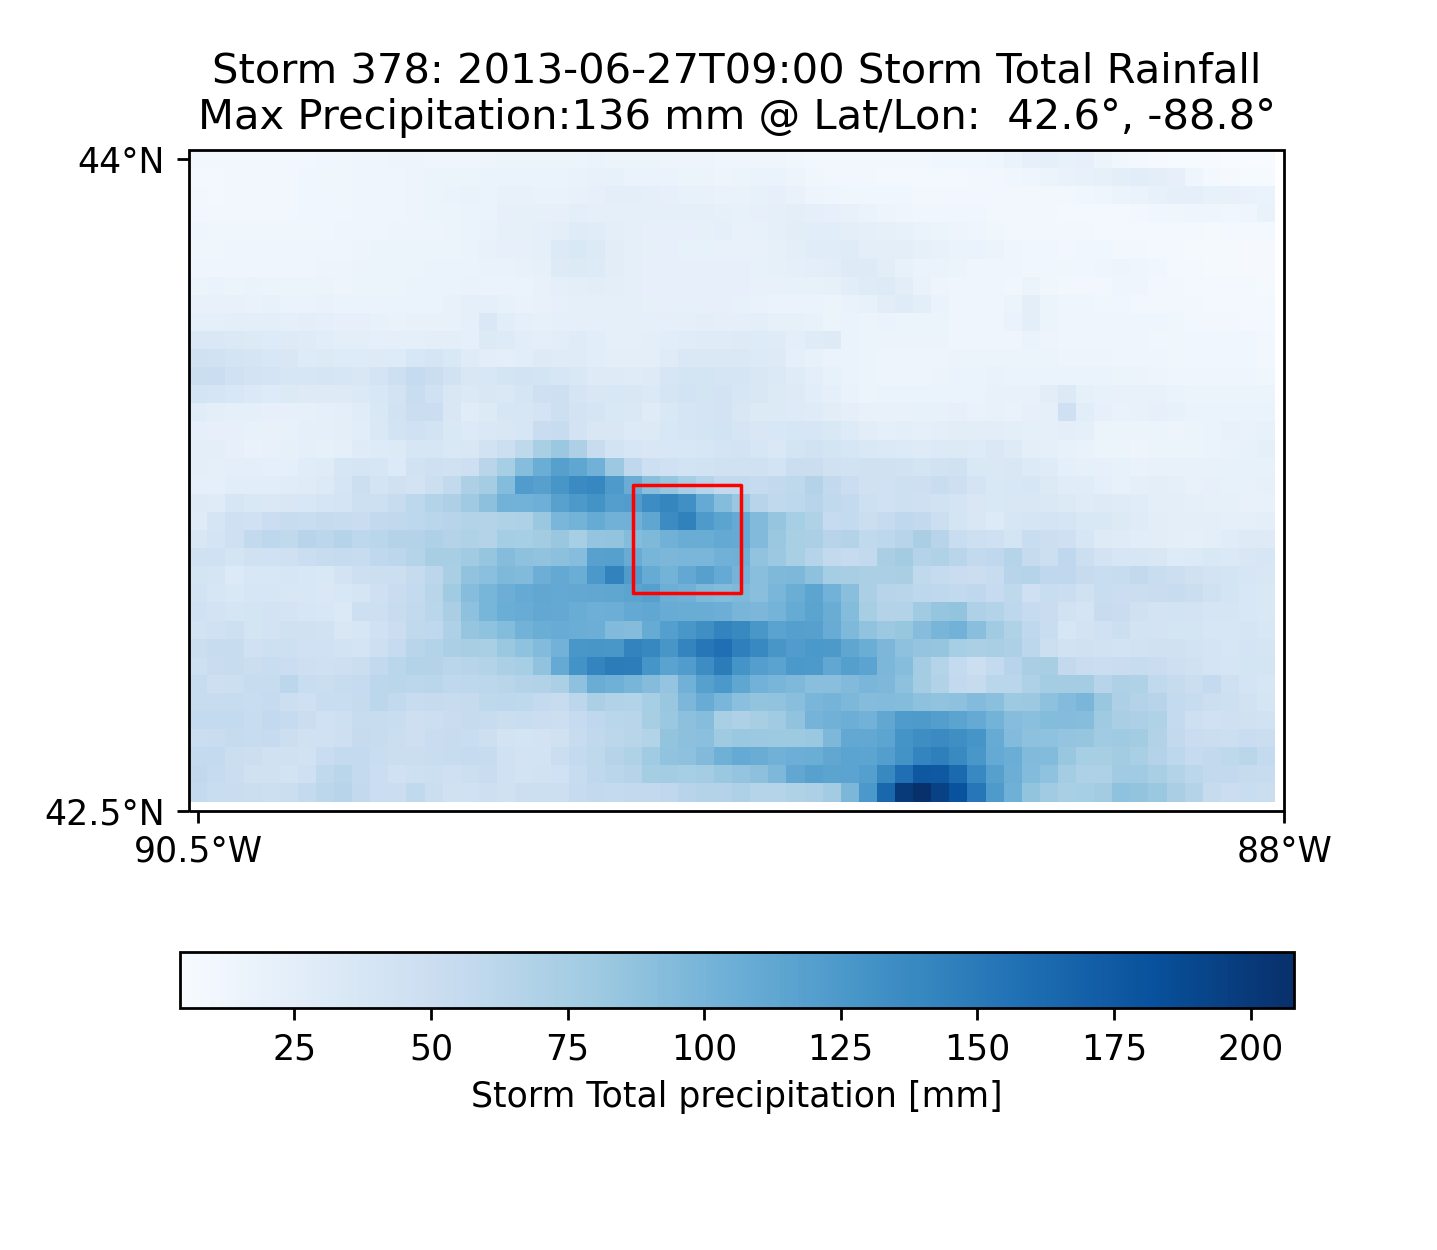 Storm 378: 2013-06-27T09:00 Storm Total Rainfall
Max Precipitation:136 mm @ Lat/Lon:  42.6°, -88.8°
44°N
42.5°N
90.5°W 88°W
25 50 75 100 125 150 175 200
Storm Total precipitation [mm]